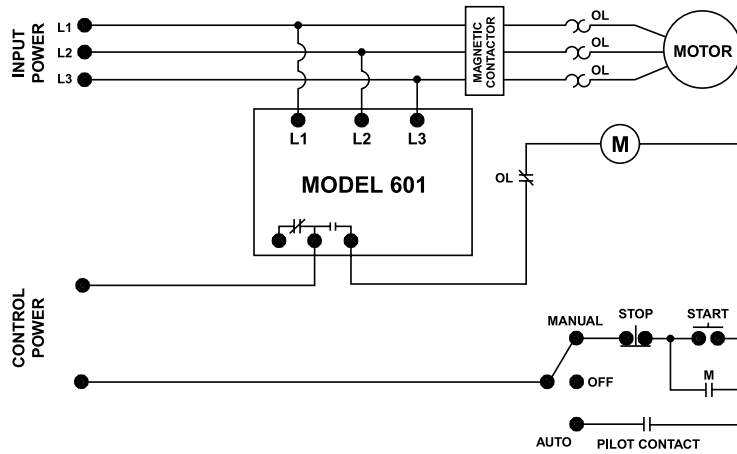 INPUT POWER
L1
L2
L3
MAGNETIC CONTACTOR
OL
OL
OL
MOTOR
L1 L2 L3
MODEL 601
OL
M
CONTROL POWER
MANUAL
STOP
START
OFF
M
AUTO
PILOT CONTACT